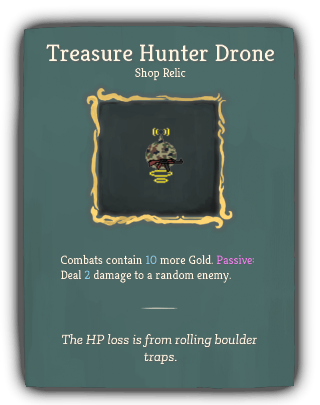 Treasure Hunter Drone
Shop Relic
Combats contain 10 more Gold. Passive:
Deal 2 damage to a random enemy.
The HP loss is from rolling boulder
traps.